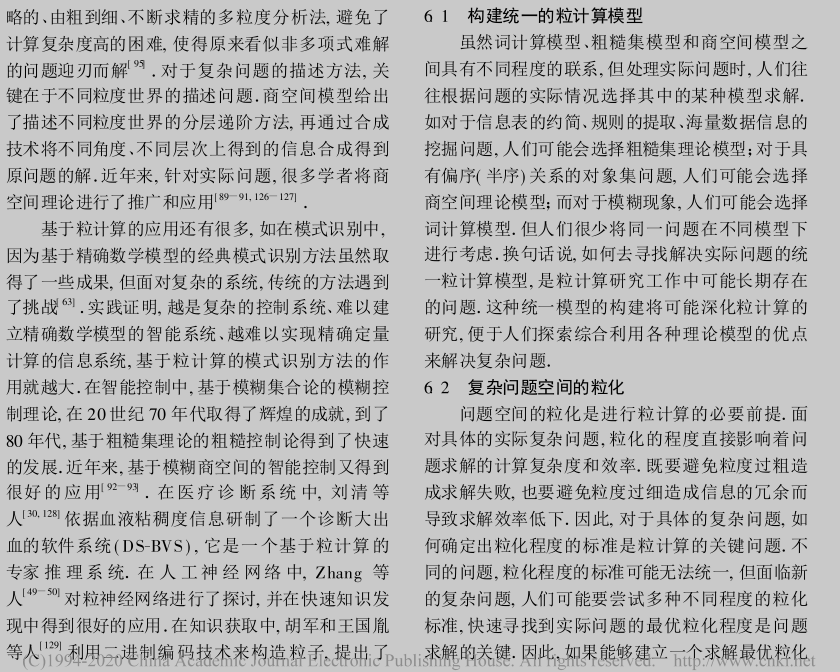 略的、由粗到细、不断求精的多粒度分析法, 避免了
计算复杂度高的困难, 使得原来看似非多项式难解
的问题迎刃而解[95] . 对于复杂问题的描述方法, 关
键在于不同粒度世界的描述问题. 商空间模型给出
了描述不同粒度世界的分层递阶方法, 再通过合成
技术将不同角度、不同层次上得到的信息合成得到
原问题的解. 近年来, 针对实际问题, 很多学者将商
空间理论进行了推广和应用[89－91, 126－127] .
基于粒计算的应用还有很多, 如在模式识别中,
因为基于精确数学模型的经典模式识别方法虽然取
得了一些成果, 但面对复杂的系统, 传统的方法遇到
了挑战[63] . 实践证明, 越是复杂的控制系统、难以建
立精确数学模型的智能系统、越难以实现精确定量
计算的信息系统, 基于粒计算的模式识别方法的作
用就越大. 在智能控制中, 基于模糊集合论的模糊控
制理论, 在 20 世纪 70 年代取得了辉煌的成就, 到了
80 年代, 基于粗糙集理论的粗糙控制论得到了快速
的发展. 近年来, 基于模糊商空间的智能控制又得到
很好的应用[92－93] . 在医疗诊断系统中, 刘清等
人[30, 128] 依据血液粘稠度信息研制了一个诊断大出
血的软件系统(DS-BVS) , 它是一个基于粒计算的
专家推理系统. 在人工神经网络中, Zhang 等
人[49－50] 对粒神经网络进行了探讨, 并在快速知识发
现中得到很好的应用. 在知识获取中, 胡军和王国胤
等人[129] 利用二进制编码技术来构造粒子, 提出了
6 1 构建统一的粒计算模型
虽然词计算模型、粗糙集模型和商空间模型之
间具有不同程度的联系, 但处理实际问题时, 人们往
往根据问题的实际情况选择其中的某种模型求解.
如对于信息表的约简、规则的提取、海量数据信息的
挖掘问题, 人们可能会选择粗糙集理论模型; 对于具
有偏序( 半序) 关系的对象集问题, 人们可能会选择
商空间理论模型; 而对于模糊现象, 人们可能会选择
词计算模型. 但人们很少将同一问题在不同模型下
进行考虑. 换句话说, 如何去寻找解决实际问题的统
一粒计算模型, 是粒计算研究工作中可能长期存在
的问题. 这种统一模型的构建将可能深化粒计算的
研究, 便于人们探索综合利用各种理论模型的优点
来解决复杂问题.
6 2 复杂问题空间的粒化
问题空间的粒化是进行粒计算的必要前提. 面
对具体的实际复杂问题, 粒化的程度直接影响着问
题求解的计算复杂度和效率. 既要避免粒度过粗造
成求解失败, 也要避免粒度过细造成信息的冗余而
导致求解效率低下. 因此, 对于具体的复杂问题, 如
何确定出粒化程度的标准是粒计算的关键问题. 不
同的问题, 粒化程度的标准可能无法统一, 但面临新
的复杂问题, 人们可能要尝试多种不同程度的粒化
标准, 快速寻找到实际问题的最优粒化程度是问题
求解的关键. 因此, 如果能够建立一个求解最优粒化
(C)1994-2020 China Academic Journal Electronic Publishing House. All rights reserved. http://www.cnki.net